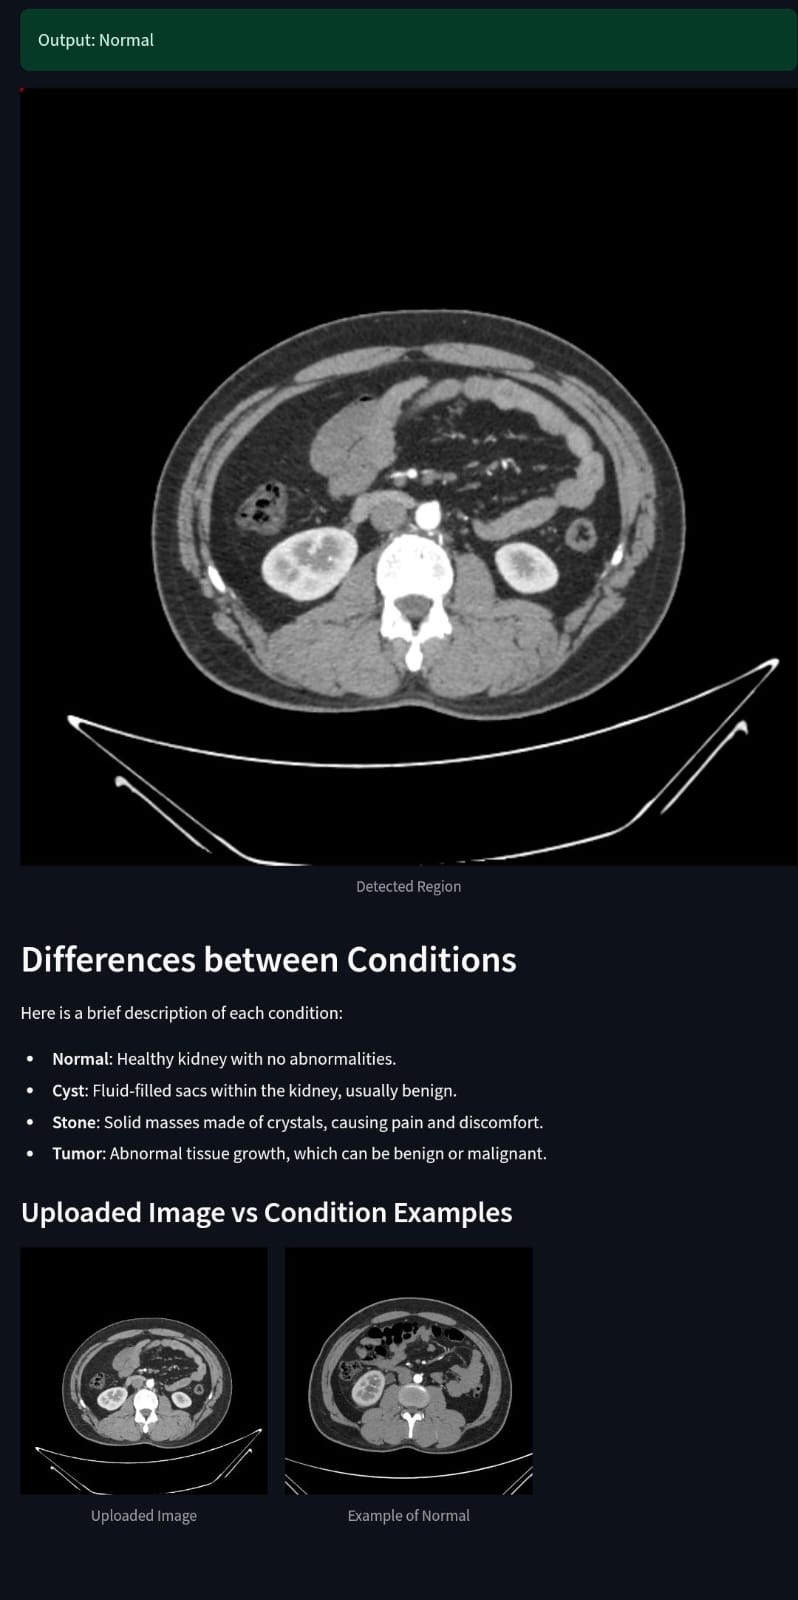 Output: Normal
Detected Region
Differences between Conditions
Here is a brief description of each condition:
• Normal: Healthy kidney with no abnormalities.
• Cyst: Fluid-filled sacs within the kidney, usually benign.
• Stone: Solid masses made of crystals, causing pain and discomfort.
• Tumor: Abnormal tissue growth, which can be benign or malignant.
Uploaded Image vs Condition Examples
Uploaded Image
Example of Normal